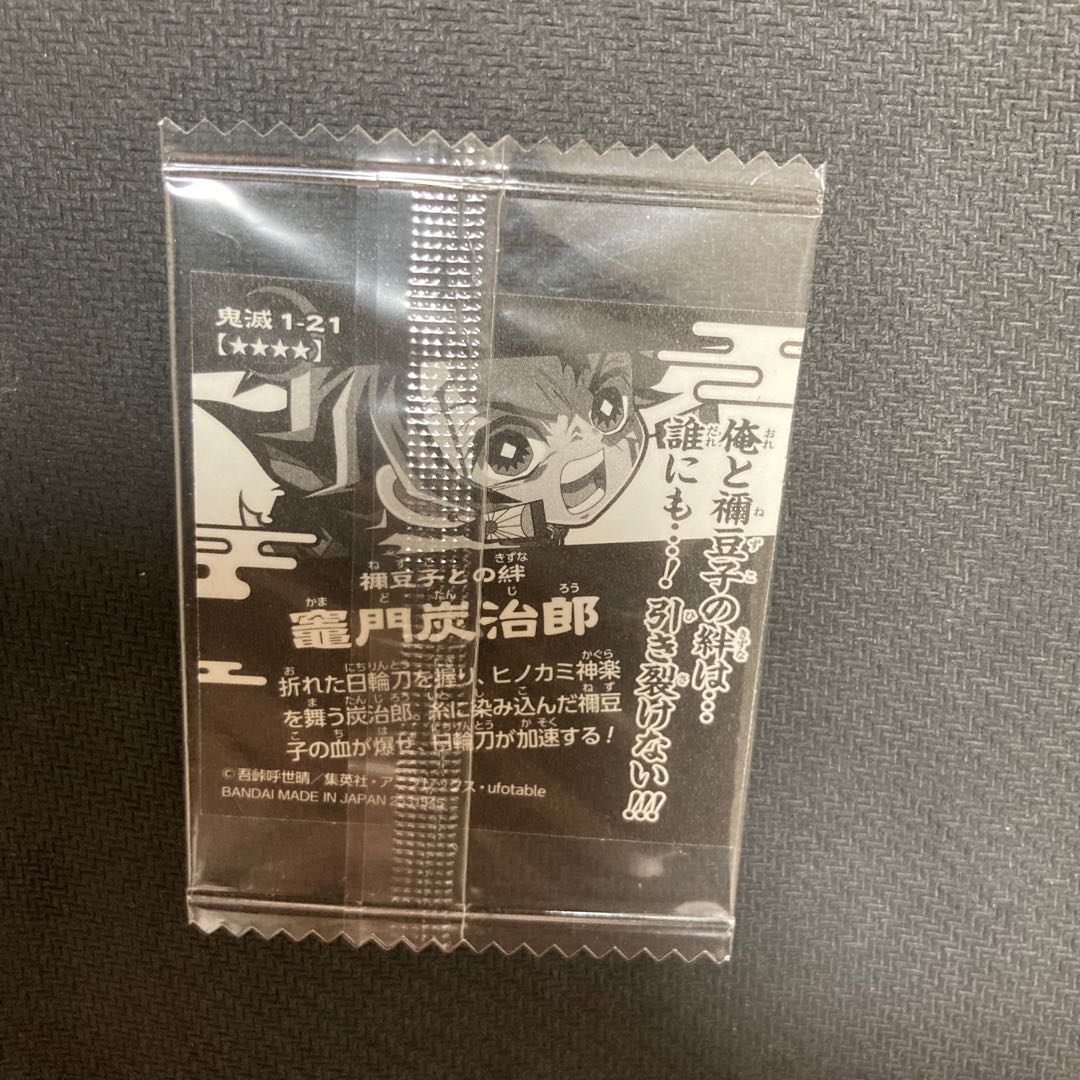 鬼滅 1-21
【★★★★】
俺と禰豆子の絆は…
誰にも…！引き裂けない!!!
禰豆子との絆
竈門炭治郎
折れた日輪刀を握り、ヒノカミ神楽
を舞う炭治郎。糸に染み込んだ禰豆
子の血が爆ぜ、日輪刀が加速する！
©吾峠呼世晴／集英社・アニプレックス・ufotable
BANDAI MADE IN JAPAN